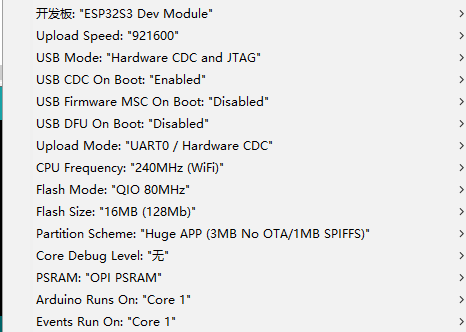 开发板: "ESP32S3 Dev Module"
Upload Speed: "921600"
USB Mode: "Hardware CDC and JTAG"
USB CDC On Boot: "Enabled"
USB Firmware MSC On Boot: "Disabled"
USB DFU On Boot: "Disabled"
Upload Mode: "UART0 / Hardware CDC"
CPU Frequency: "240MHz (WiFi)"
Flash Mode: "QIO 80MHz"
Flash Size: "16MB (128Mb)"
Partition Scheme: "Huge APP (3MB No OTA/1MB SPIFFS)"
Core Debug Level: "无"
PSRAM: "OPI PSRAM"
Arduino Runs On: "Core 1"
Events Run On: "Core 1"